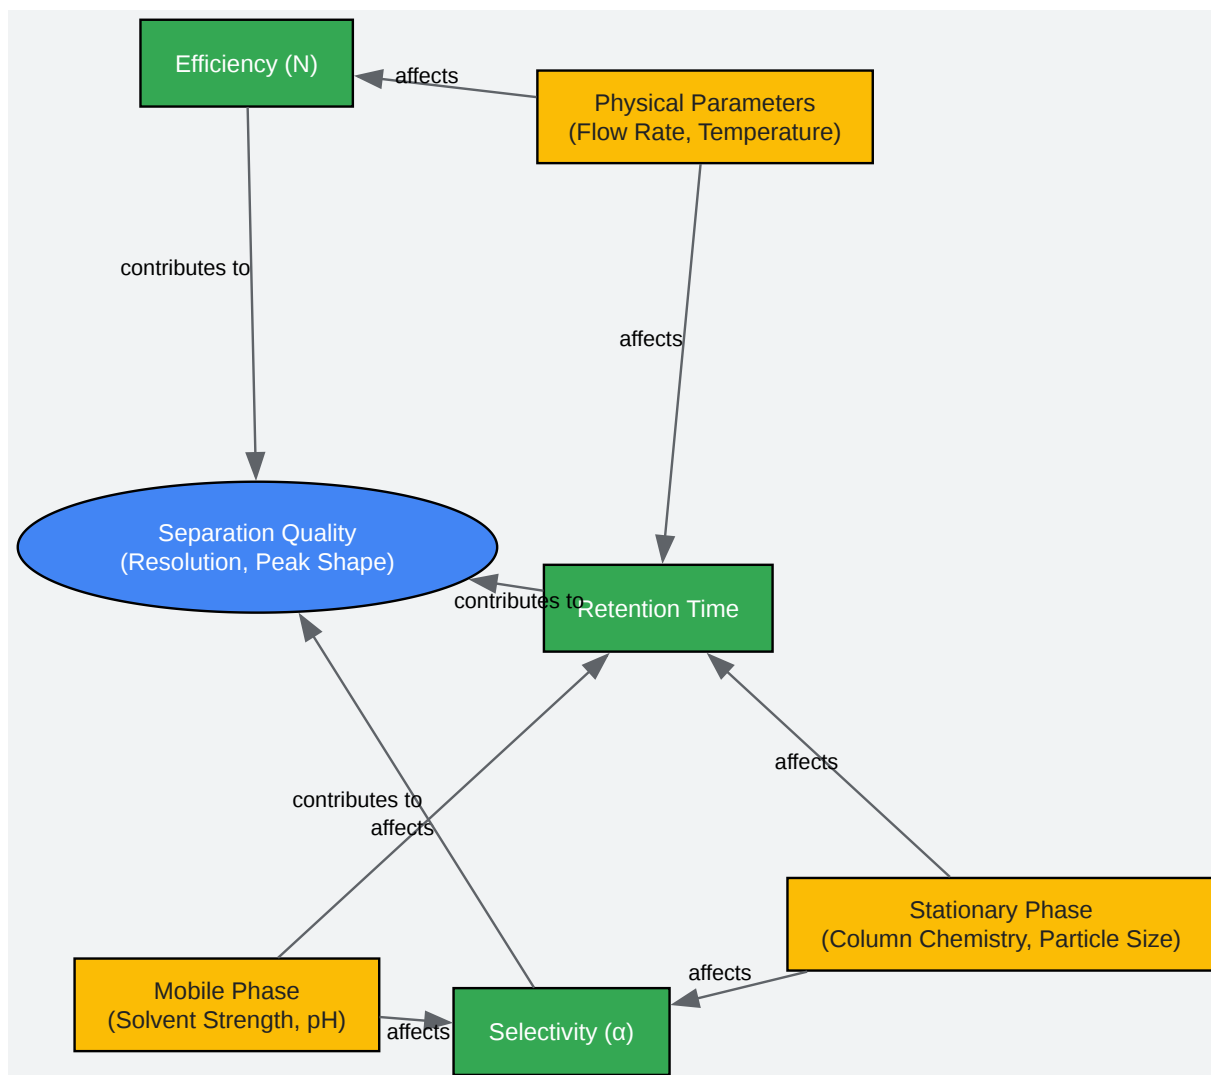 Efficiency (N)
affects
Physical Parameters
(Flow Rate, Temperature)
contributes to
affects
Separation Quality
(Resolution, Peak Shape)
contributes to
Retention Time
affects
contributes to
affects
Stationary Phase
(Column Chemistry, Particle Size)
affects
Mobile Phase
(Solvent Strength, pH)
affects
Selectivity (α)